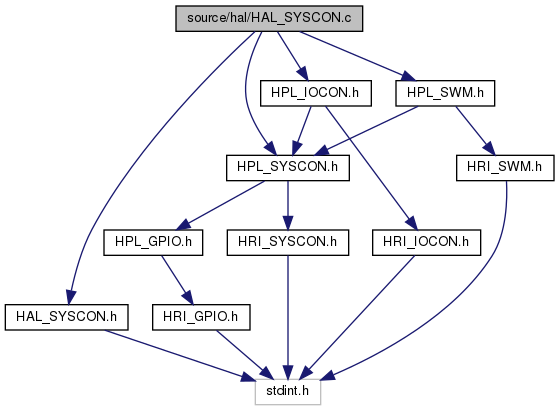 source/hal/HAL_SYSCON.c
HPL_IOCON.h
HPL_SWM.h
HPL_SYSCON.h
HRI_SWM.h
HPL_GPIO.h
HRI_SYSCON.h
HRI_IOCON.h
HAL_SYSCON.h
HRI_GPIO.h
stdint.h